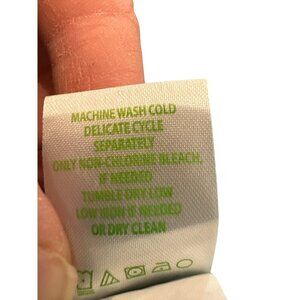 MACHINE WASH COLD
DELICATE CYCLE
SEPARATELY
ONLY NON-CHLORINE BLEACH,
IF NEEDED
TUMBLE DRY LOW
LOW IRON IF NEEDED
OR DRY CLEAN